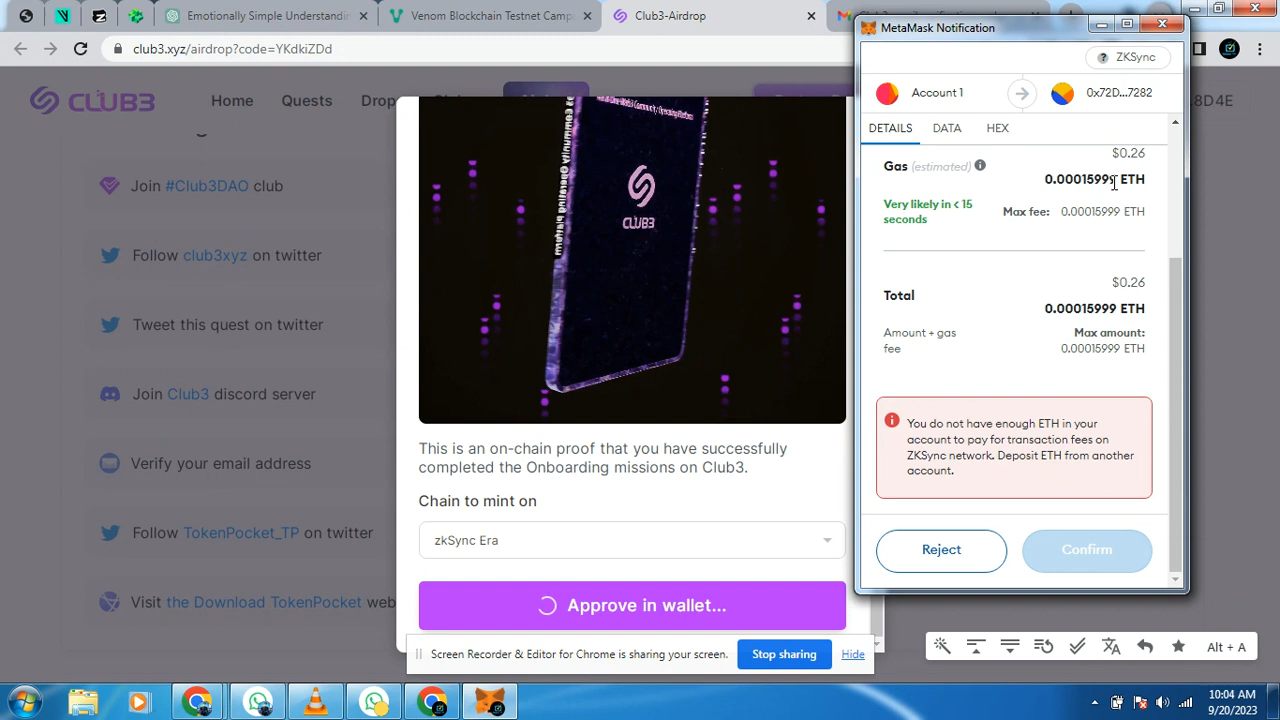 Emotionally Simple Understandin
Venom Blockchain Testnet Camp
Club3-Airdrop
MetaMask Notification
club3.xyz/airdrop?code=YKdkiZDd
ZKSync
CLUB3
Home
Quests
Drop
8D4E
Account 1
0x72D...7282
DETAILS
DATA
HEX
Join #Club3DAO club
Follow club3xyz on twitter
Tweet this quest on twitter
Join Club3 discord server
Verify your email address
Follow TokenPocket_TP on twitter
Visit the Download TokenPocket web
CLUB3
This is an on-chain proof that you have successfully
completed the Onboarding missions on Club3.
Chain to mint on
zkSync Era
Approve in wallet...
$0.26
Gas (estimated)
0.00015999 ETH
Very likely in < 15
seconds
Max fee: 0.00015999 ETH
$0.26
Total
0.00015999 ETH
Amount + gas
fee
Max amount:
0.00015999 ETH
You do not have enough ETH in your
account to pay for transaction fees on
ZKSync network. Deposit ETH from another
account.
Reject
Confirm
Screen Recorder & Editor for Chrome is sharing your screen.
Stop sharing
Hide
Alt + A
10:04 AM
9/20/2023